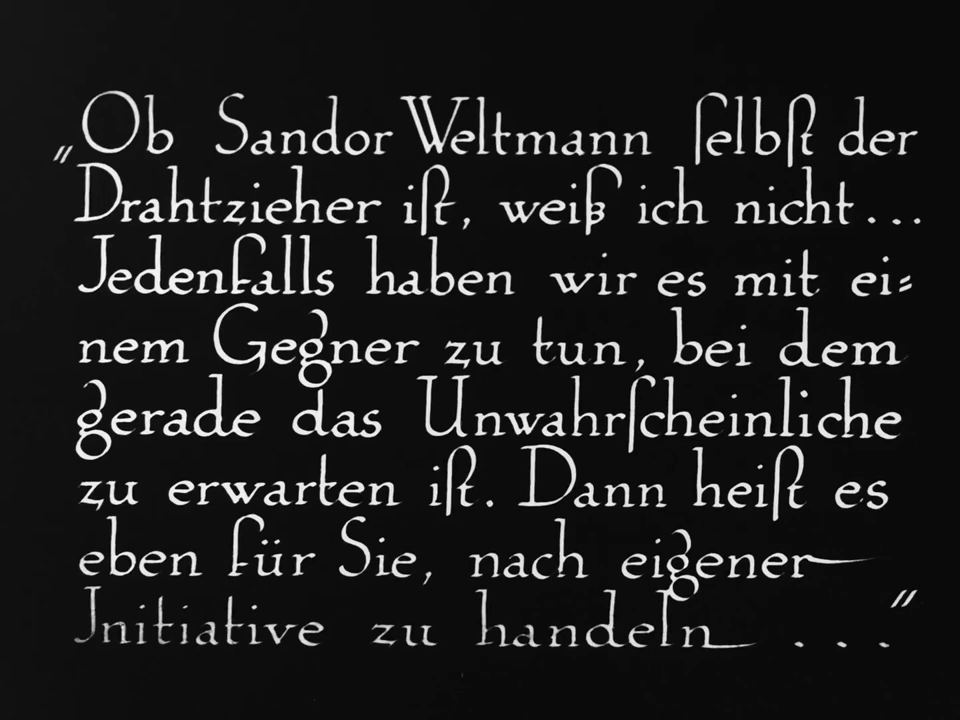 „Ob Sandor Weltmann ſelbſt der
Drahtzieher iſt, weiß ich nicht...
Jedenfalls haben wir es mit ei⸗
nem Gegner zu tun, bei dem
gerade das Unwahrſcheinliche
zu erwarten iſt. Dann heiſt es
eben für Sie, nach eigener
Initiative zu handeln ..."